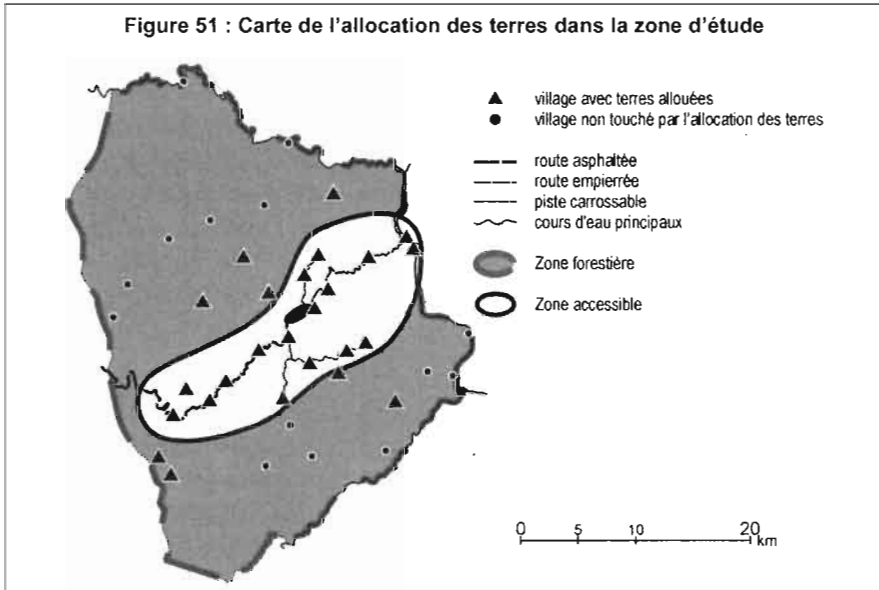 Figure 51 : Carte de l'allocation des terres dans la zone d'étude
village avec terres allouées
village non touché par l'allocation des terres
route asphaltée
route empierrée
piste carrossable
cours d'eau principaux
Zone forestière
Zone accessible
0 5 10 20
km